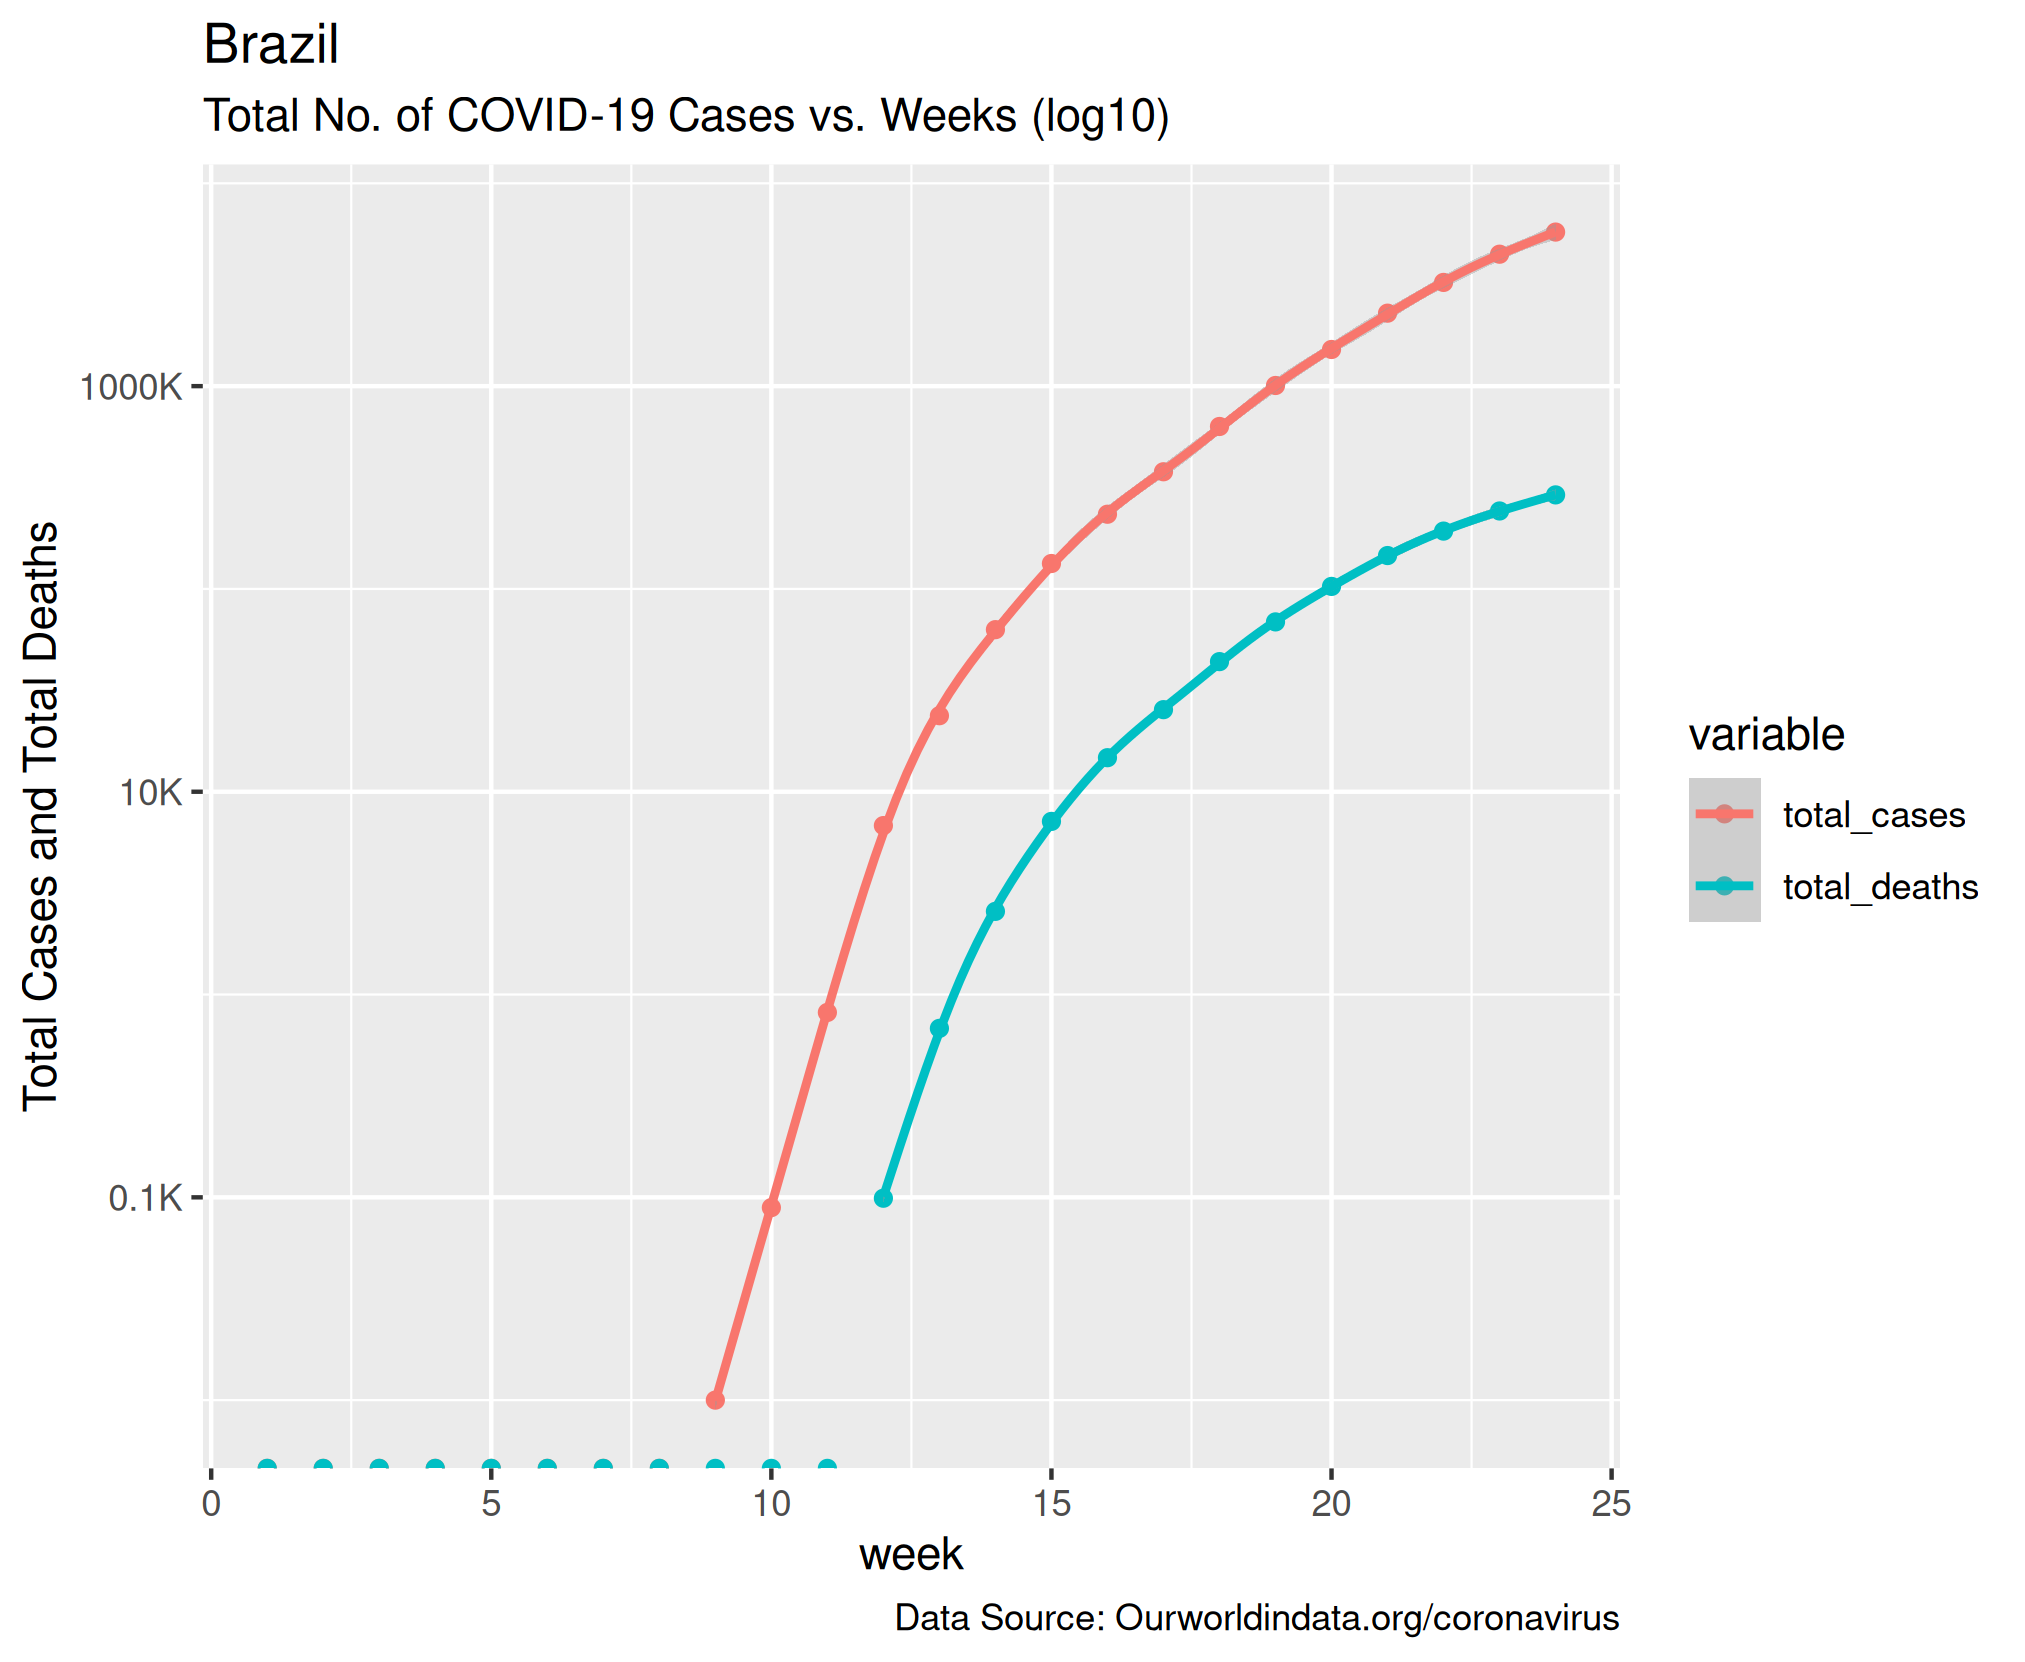 Brazil
Total No. of COVID-19 Cases vs. Weeks (log10)
Total Cases and Total Deaths
1000K
10K
0.1K
0 5 10 15 20 25
week
variable
total_cases
total_deaths
Data Source: Ourworldindata.org/coronavirus